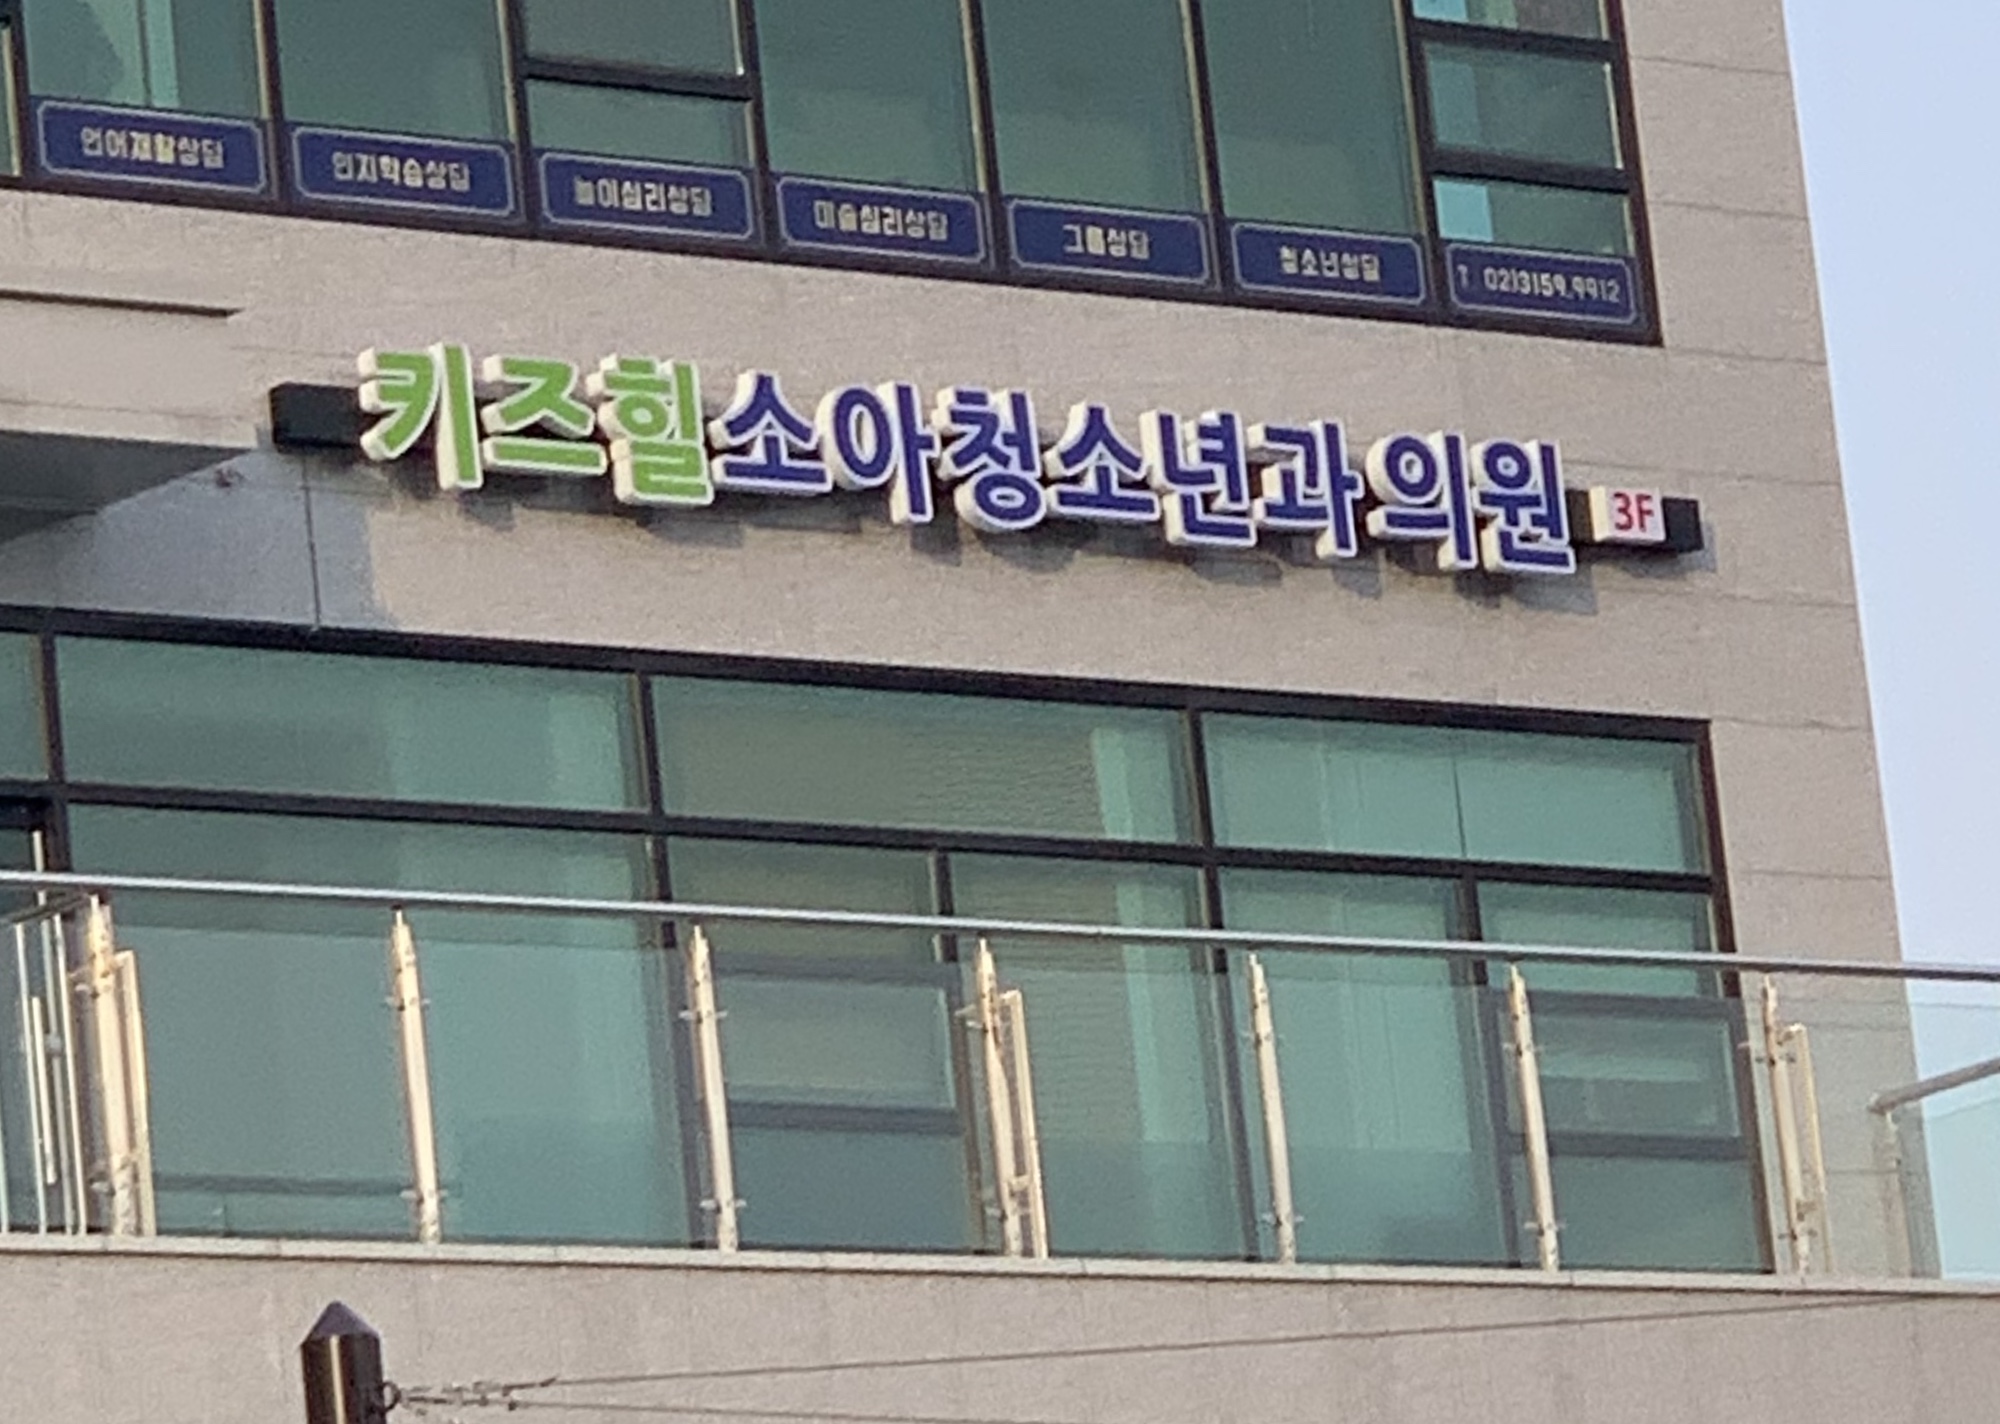 언어재활상담
인지학습상담
놀이심리상담
미술심리상담
그룹상담
청소년상담
T 02)3159.9912
키즈힐소아청소년과의원 3F